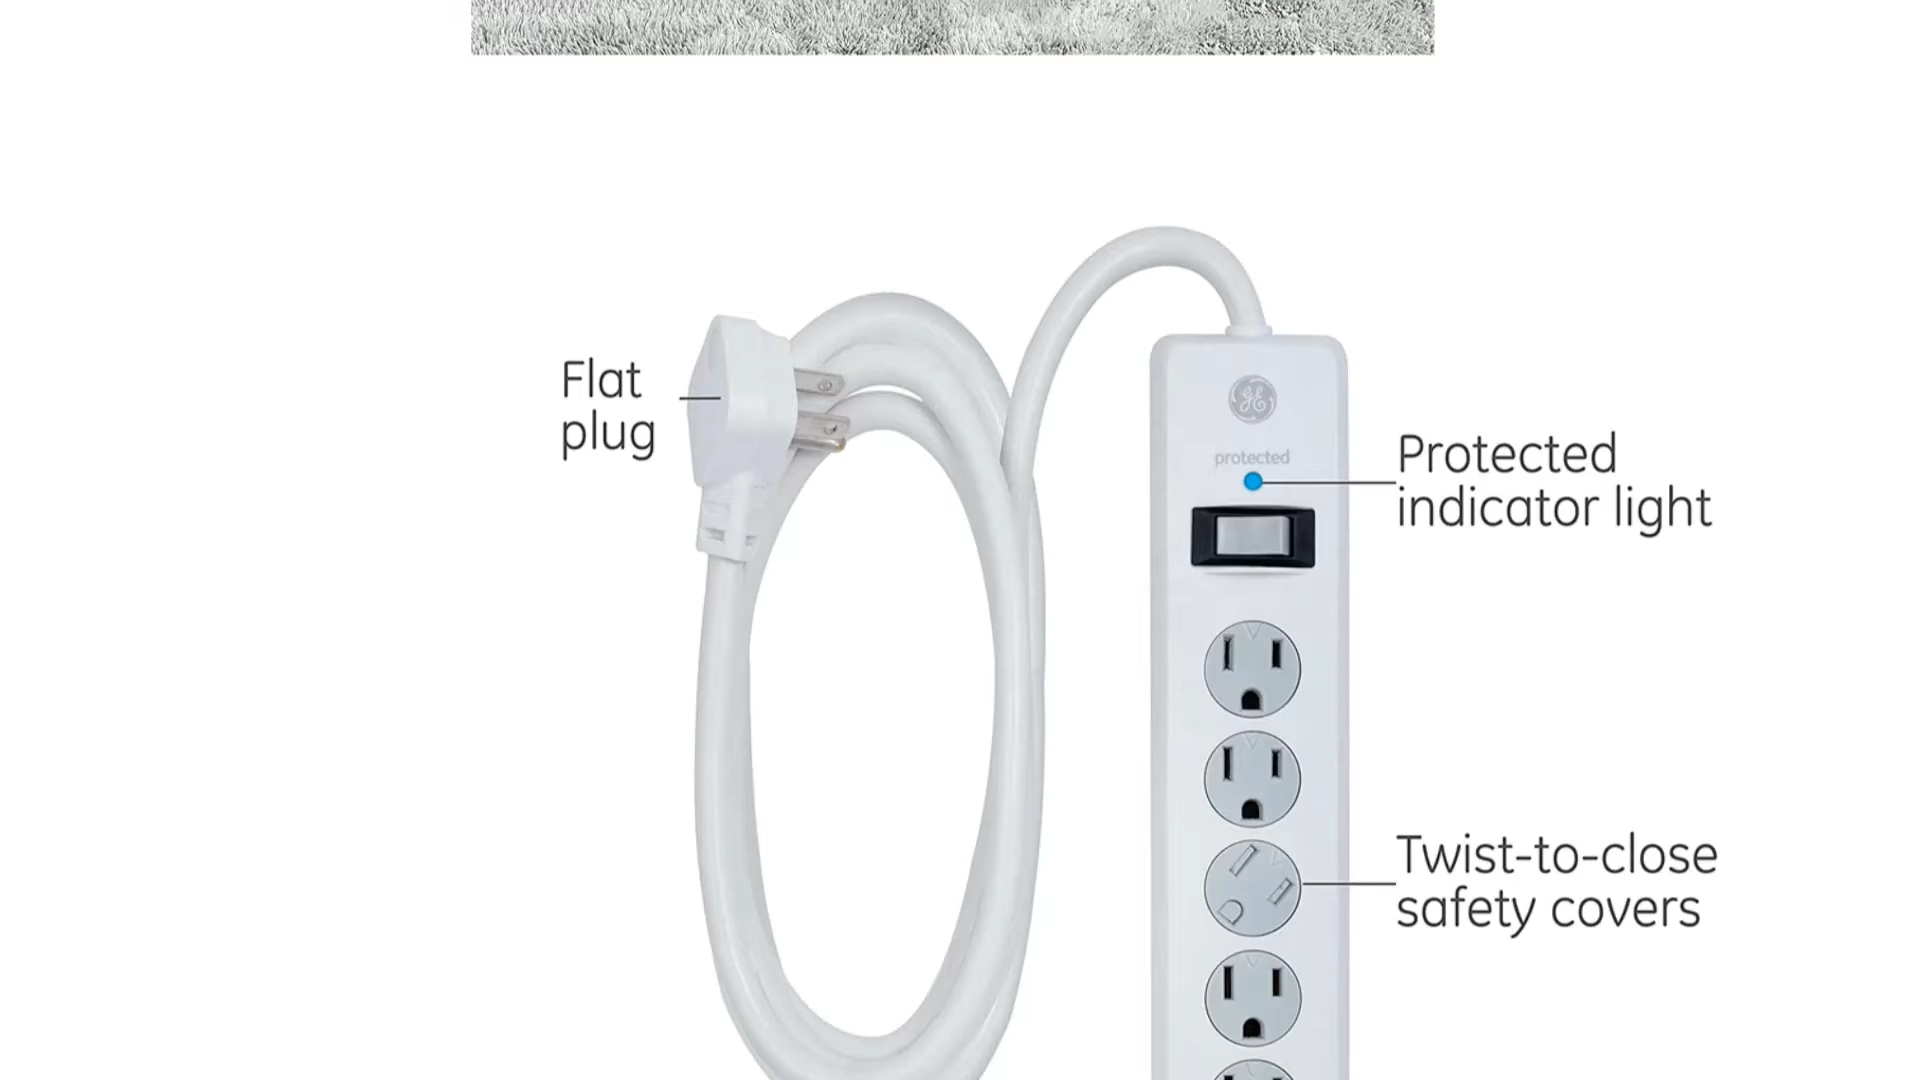 Flat
plug
GE
protected
Protected
indicator light
Twist-to-close
safety covers